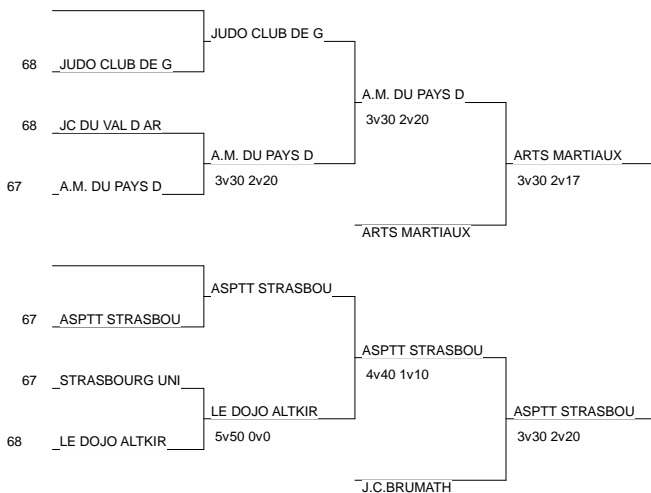 JUDO CLUB DE G
68 JUDO CLUB DE G
A.M. DU PAYS D
3v30 2v20
68 JC DU VAL D AR
A.M. DU PAYS D
3v30 2v20
ARTS MARTIAUX
3v30 2v17
67 A.M. DU PAYS D
ARTS MARTIAUX
ASPTT STRASBOU
67 ASPTT STRASBOU
ASPTT STRASBOU
4v40 1v10
67 STRASBOURG UNI
LE DOJO ALTKIR
5v50 0v0
ASPTT STRASBOU
3v30 2v20
68 LE DOJO ALTKIR
J.C.BRUMATH